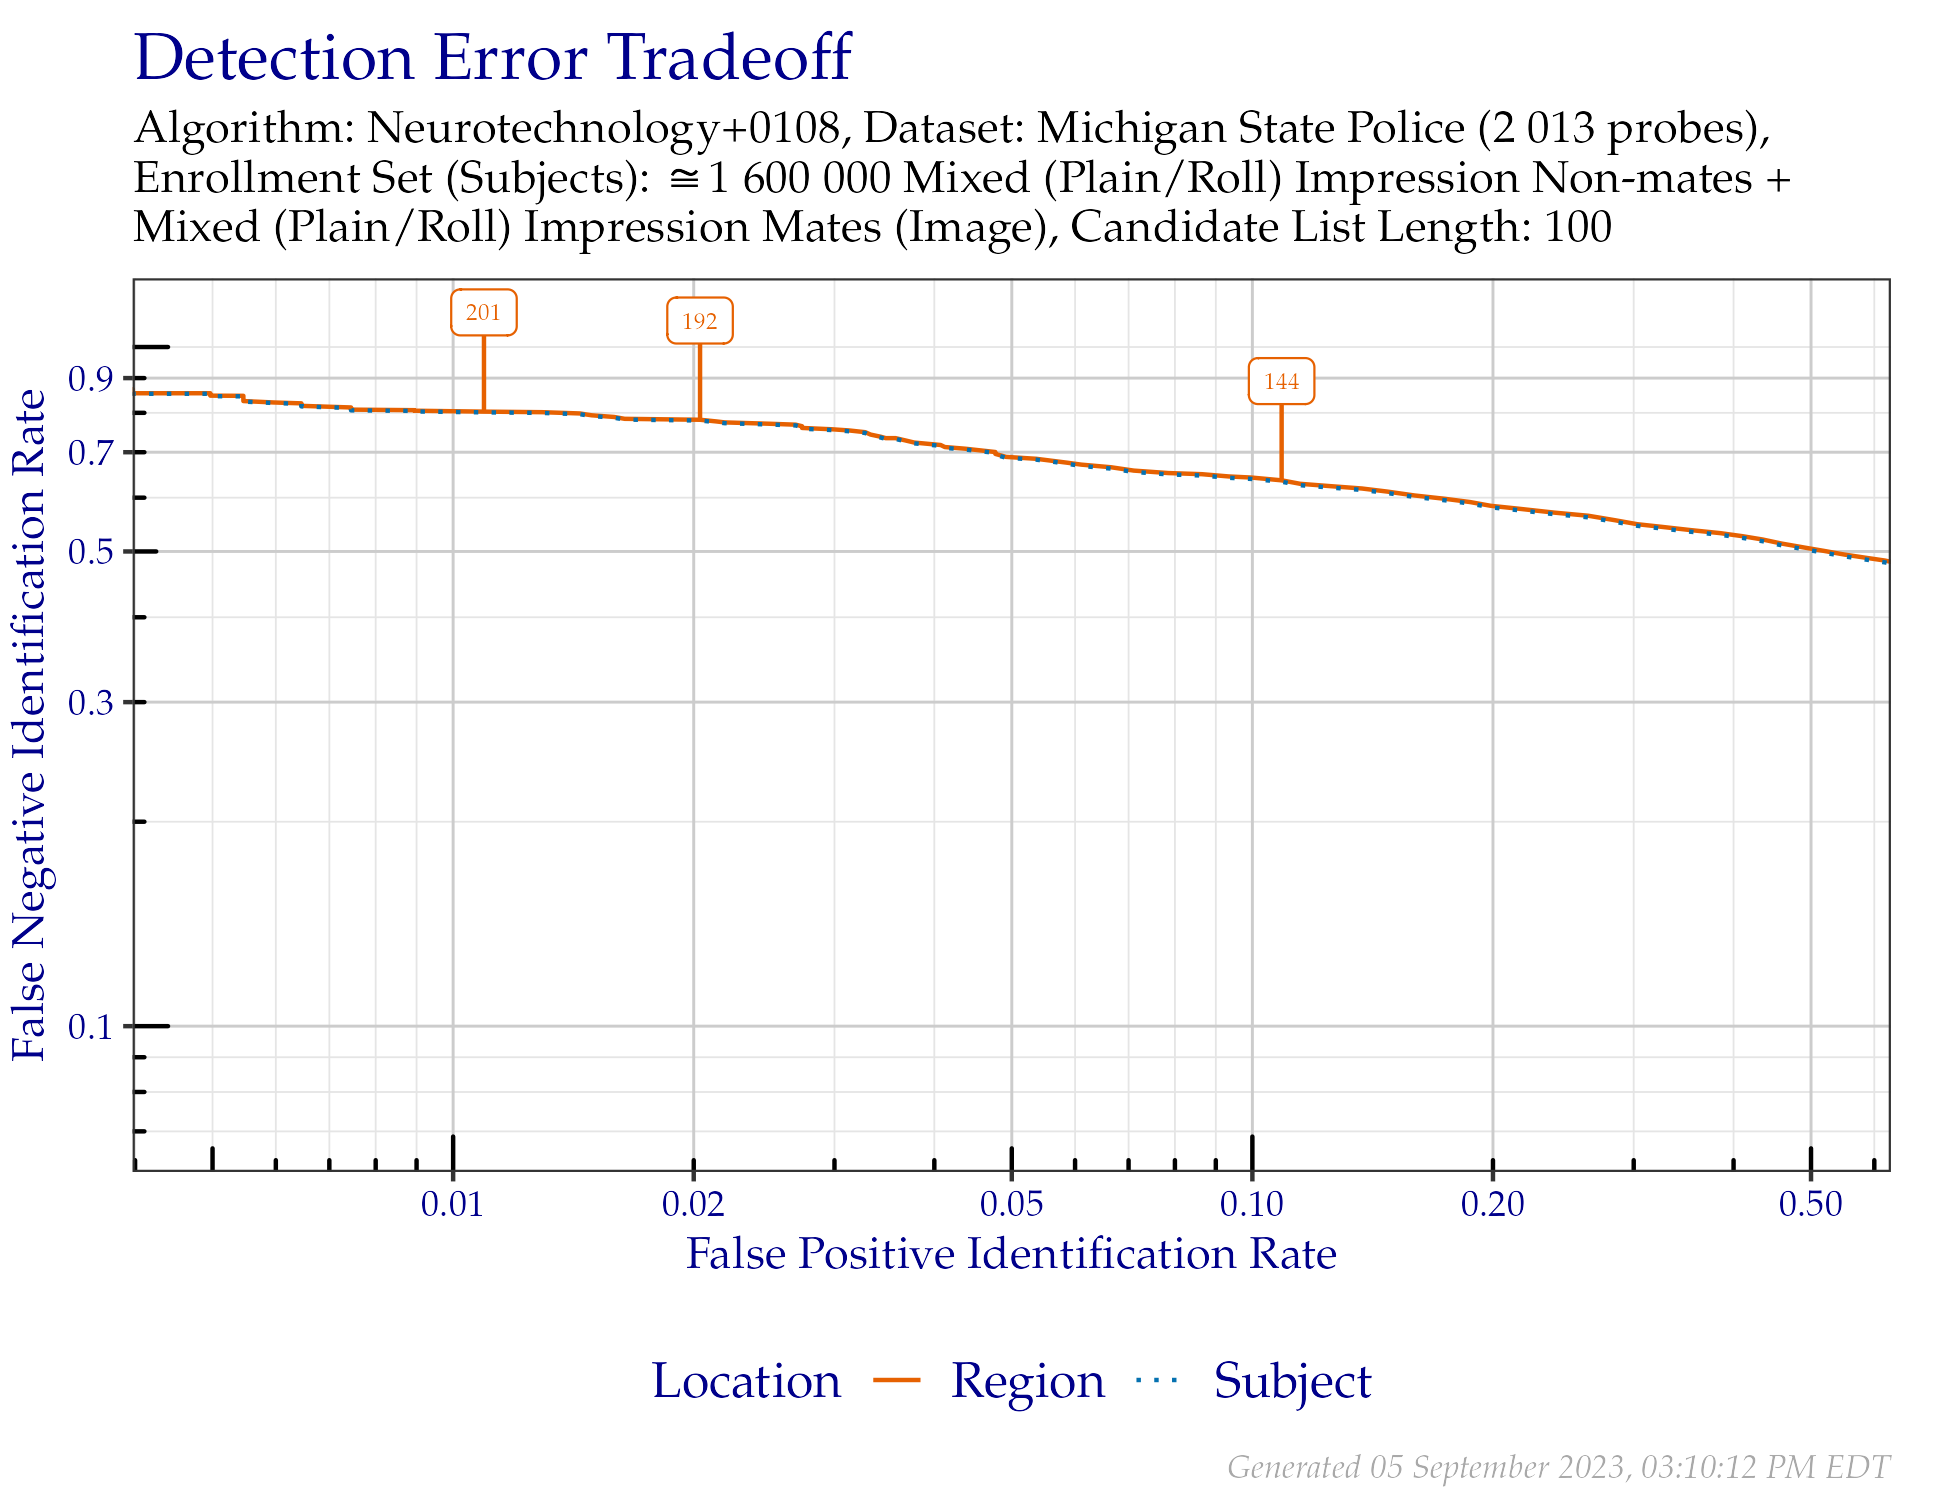 Detection Error Tradeoff
Algorithm: Neurotechnology+0108, Dataset: Michigan State Police (2 013 probes),
Enrollment Set (Subjects): ≅ 1 600 000 Mixed (Plain/Roll) Impression Non-mates +
Mixed (Plain/Roll) Impression Mates (Image), Candidate List Length: 100
201
192
144
0.9
0.7
0.5
0.3
0.1
False Negative Identification Rate
0.01 0.02 0.05 0.10 0.20 0.50
False Positive Identification Rate
Location Region Subject
Generated 05 September 2023, 03:10:12 PM EDT